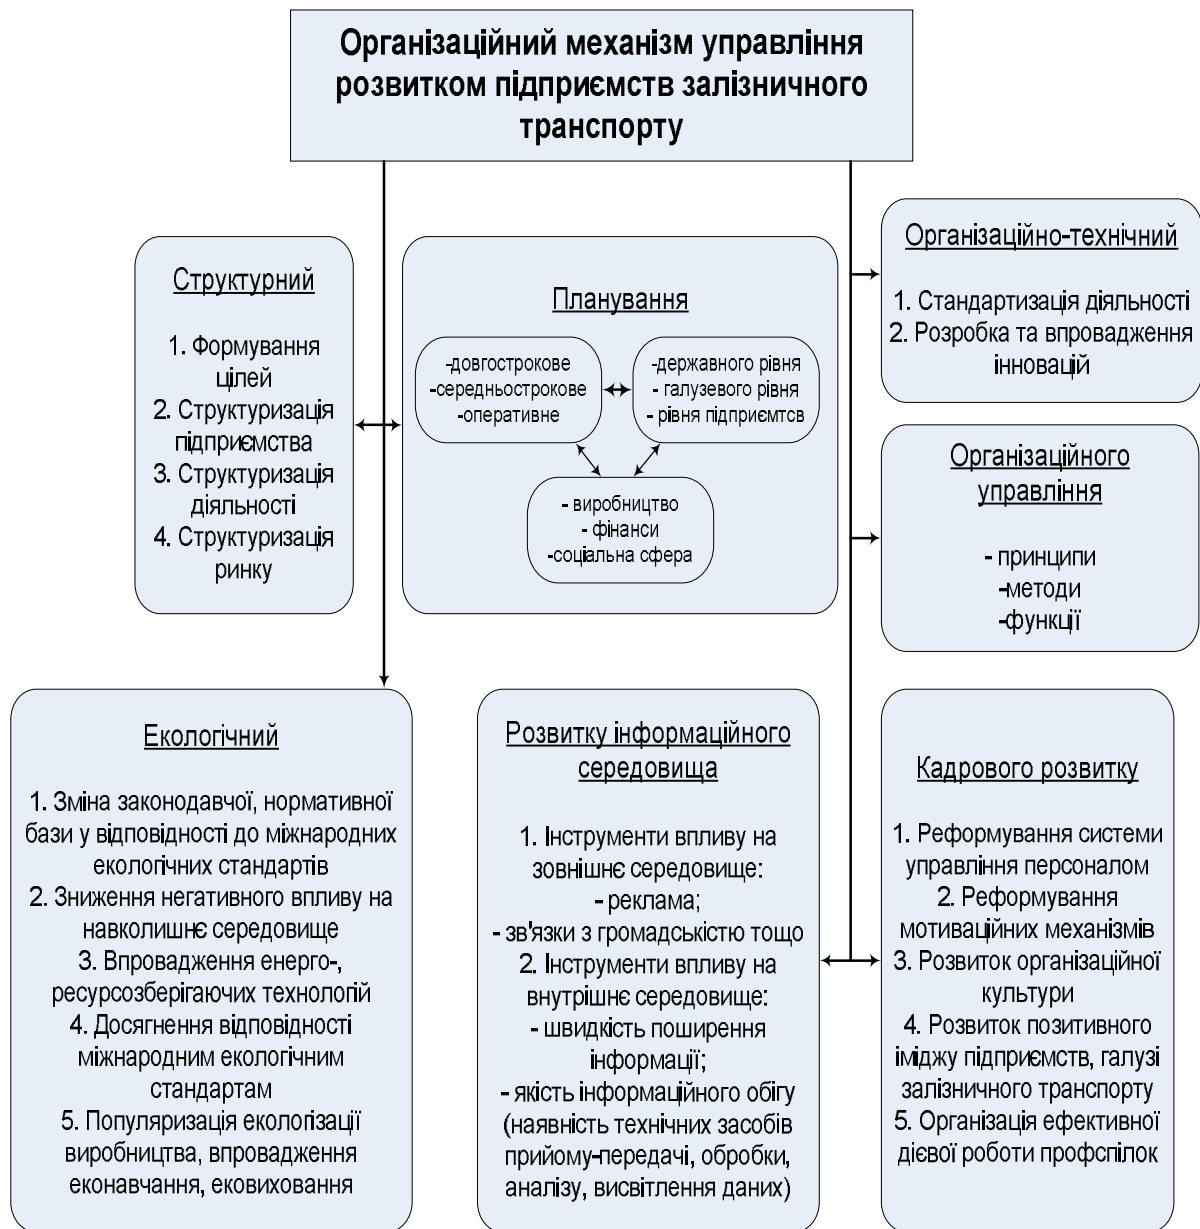 Організаційний механізм управління
розвитком підприємств залізничного
транспорту
Структурний
1. Формування
цілей
2. Структуризація
підприємства
3. Структуризація
діяльності
4. Структуризація
ринку
Планування
-довгострокове
-середньострокове
-оперативне
-державного рівня
- галузевого рівня
- рівня підприємтсв
- виробництво
- фінанси
-соціальна сфера
Організаційно-технічний
1. Стандартизація діяльності
2. Розробка та впровадження
інновацій
Організаційного
управління
- принципи
-методи
-функції
Екологічний
1. Зміна законодавчої, нормативної
бази у відповідності до міжнародних
екологічних стандартів
2. Зниження негативного впливу на
навколишнє середовище
3. Впровадження енерго-,
ресурсозберігаючих технологій
4. Досягнення відповідності
міжнародним екологічним
стандартам
5. Популяризація екологізації
виробництва, впровадження
еконавчання, ековиховання
Розвитку інформаційного
середовища
1. Інструменти впливу на
зовнішнє середовище:
- реклама;
- зв'язки з громадськістю тощо
2. Інструменти впливу на
внутрішнє середовище:
- швидкість поширення
інформації;
- якість інформаційного обігу
(наявність технічних засобів
прийому-передачі, обробки,
аналізу, висвітлення даних)
Кадрового розвитку
1. Реформування системи
управління персоналом
2. Реформування
мотиваційних механізмів
3. Розвиток організаційної
культури
4. Розвиток позитивного
іміджу підприємств, галузі
залізничного транспорту
5. Організація ефективної
дієвої роботи профспілок